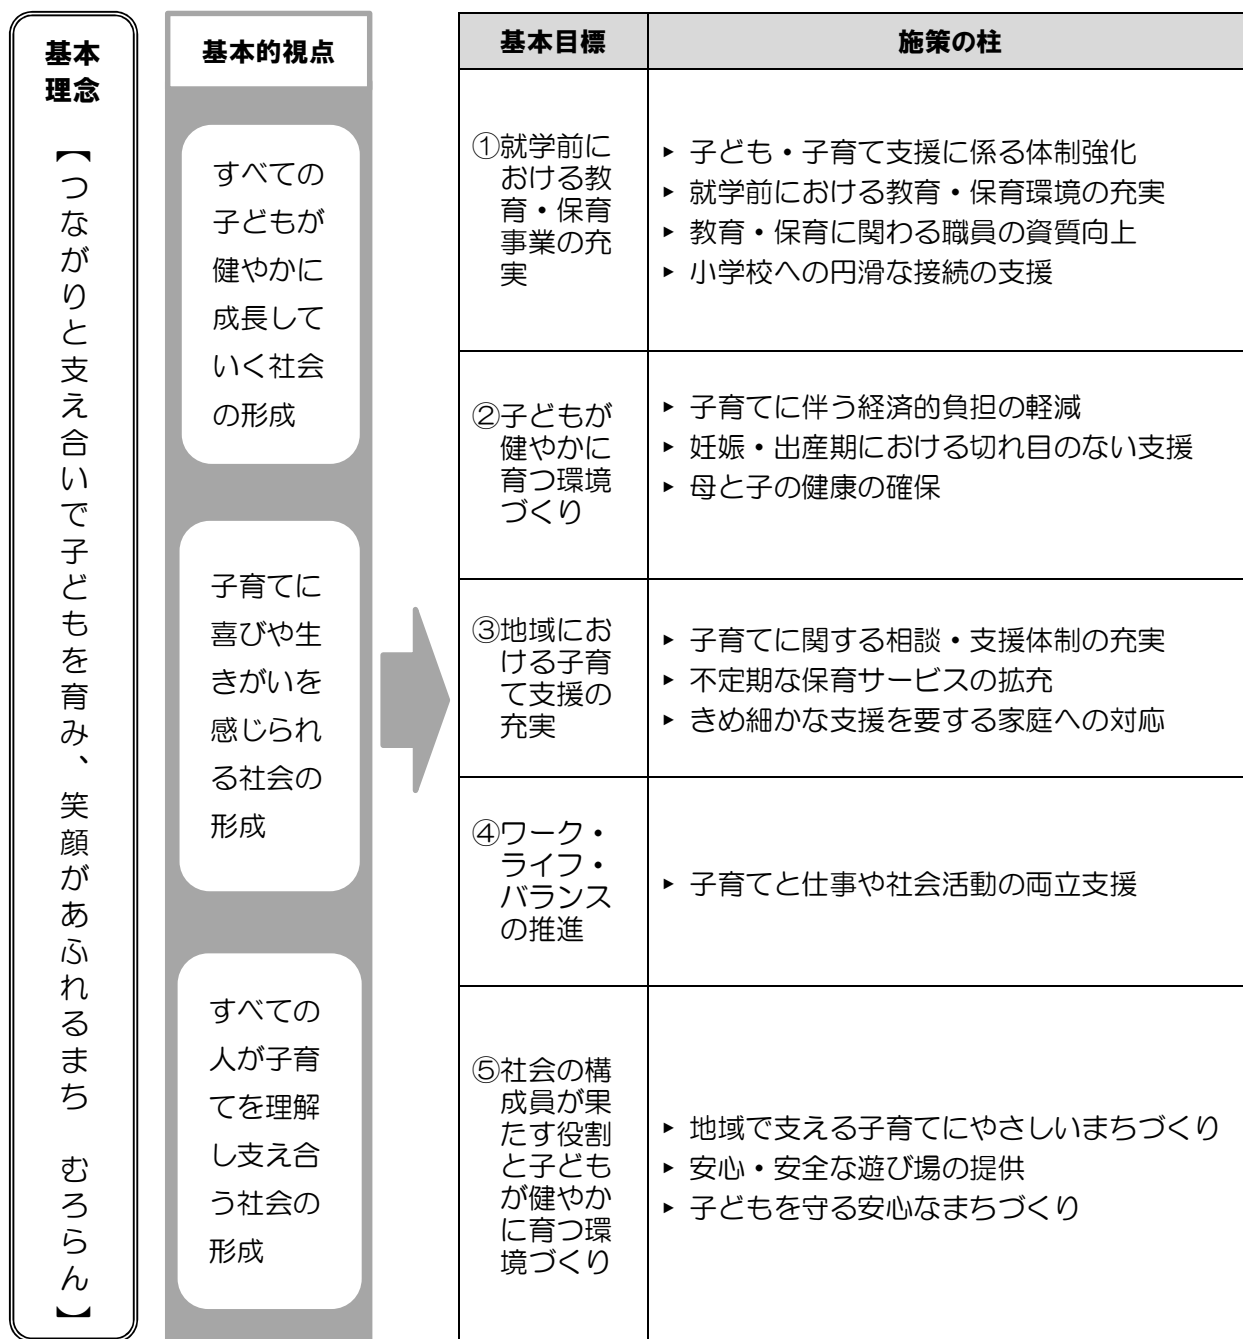 基本
理念
【つながりと支え合いで子どもを育み、笑顔があふれるまち　むろらん】
基本的視点
すべての
子どもが
健やかに
成長して
いく社会
の形成
子育てに
喜びや生
きがいを
感じられ
る社会の
形成
すべての
人が子育
てを理解
し支え合
う社会の
形成
基本目標
施策の柱
①就学前に
おける教
育・保育
事業の充
実
▶ 子ども・子育て支援に係る体制強化
▶ 就学前における教育・保育環境の充実
▶ 教育・保育に関わる職員の資質向上
▶ 小学校への円滑な接続の支援
②子どもが
健やかに
育つ環境
づくり
▶ 子育てに伴う経済的負担の軽減
▶ 妊娠・出産期における切れ目のない支援
▶ 母と子の健康の確保
③地域にお
ける子育
て支援の
充実
▶ 子育てに関する相談・支援体制の充実
▶ 不定期な保育サービスの拡充
▶ きめ細かな支援を要する家庭への対応
④ワーク・
ライフ・
バランス
の推進
▶ 子育てと仕事や社会活動の両立支援
⑤社会の構
成員が果
たす役割
と子ども
が健やか
に育つ環
境づくり
▶ 地域で支える子育てにやさしいまちづくり
▶ 安心・安全な遊び場の提供
▶ 子どもを守る安心なまちづくり